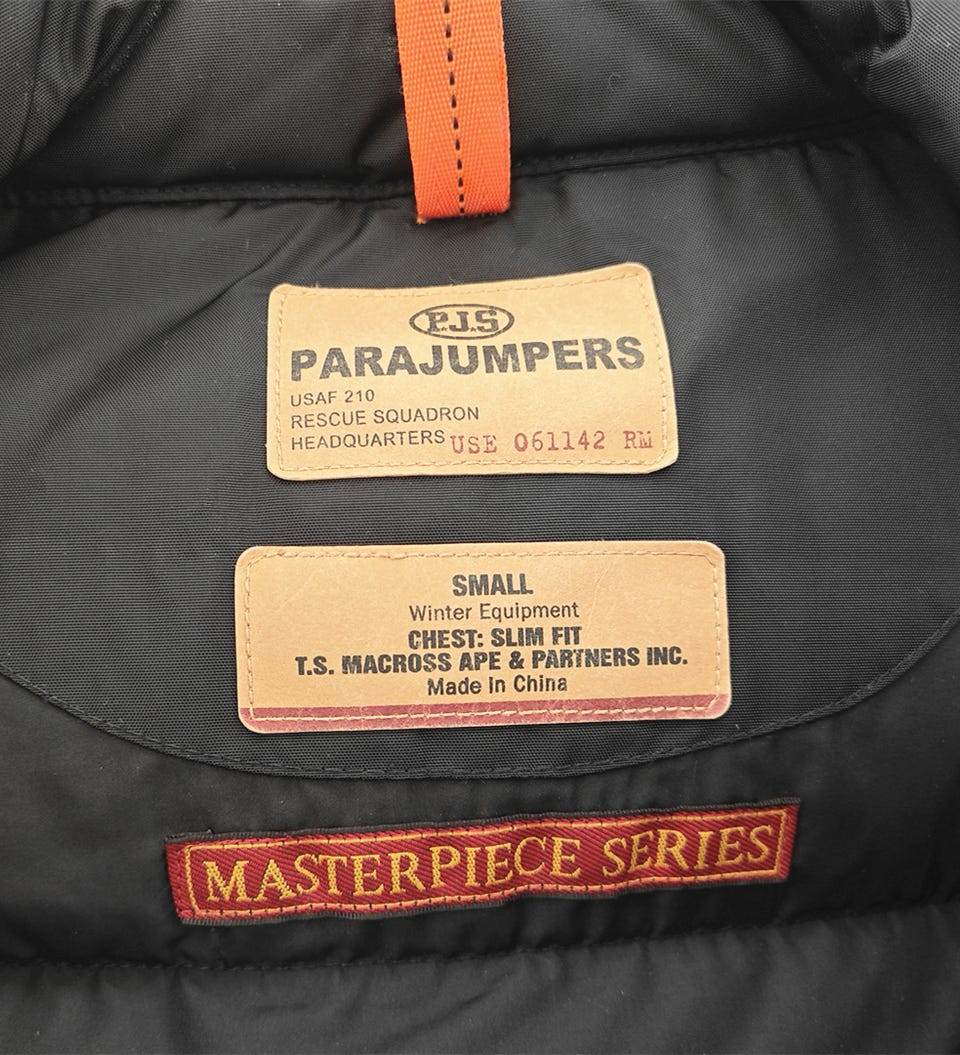 P.J.S
PARAJUMPERS
USAF 210
RESCUE SQUADRON
HEADQUARTERS USE 061142 RM
SMALL
Winter Equipment
CHEST: SLIM FIT
T.S. MACROSS APE & PARTNERS INC.
Made In China
MASTERPIECE SERIES